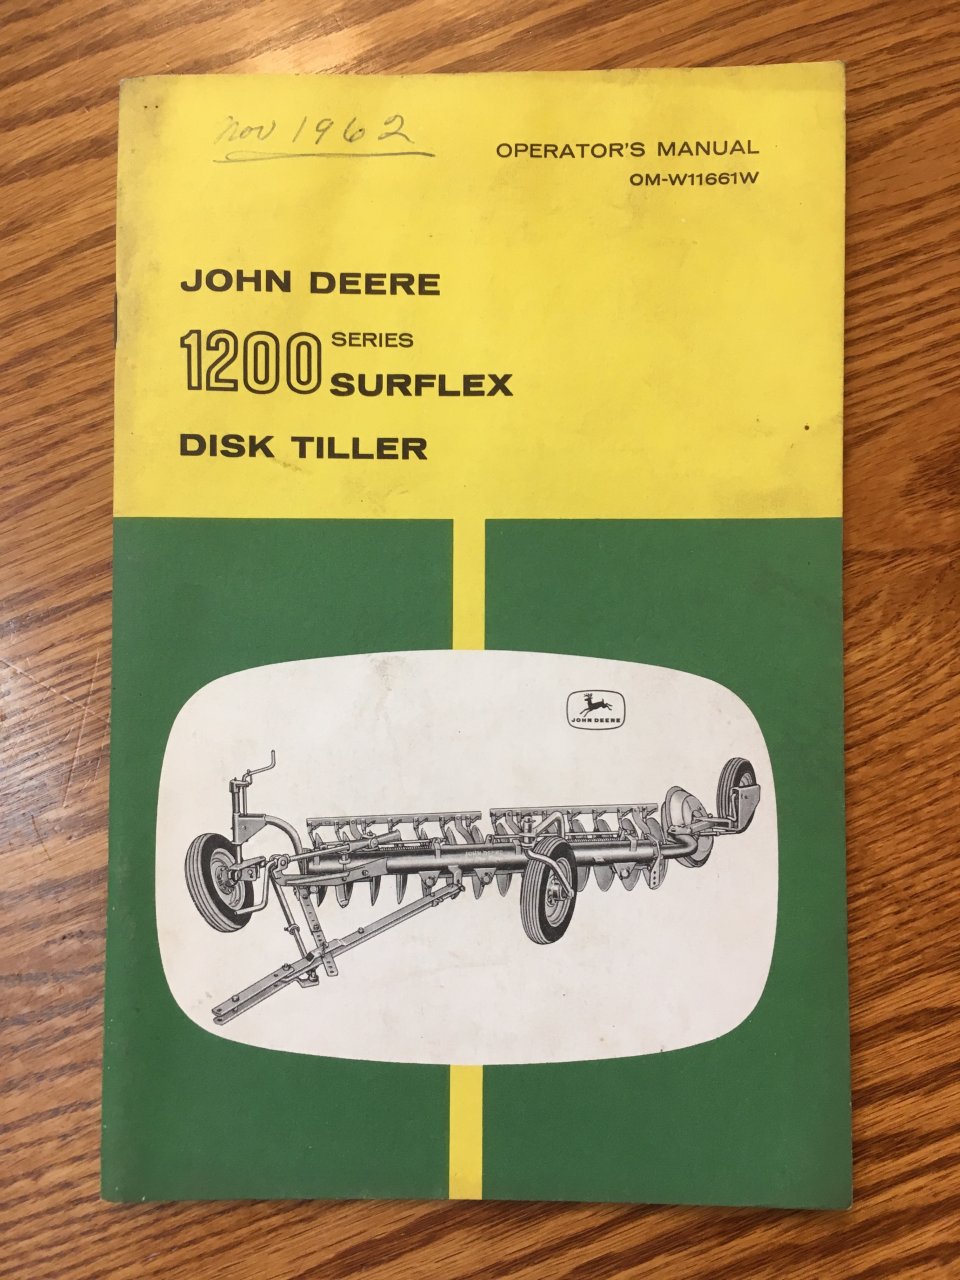 Nov 1962
OPERATOR'S MANUAL
OM-W11661W
JOHN DEERE
1200 SERIES
SURFLEX
DISK TILLER
JOHN DEERE